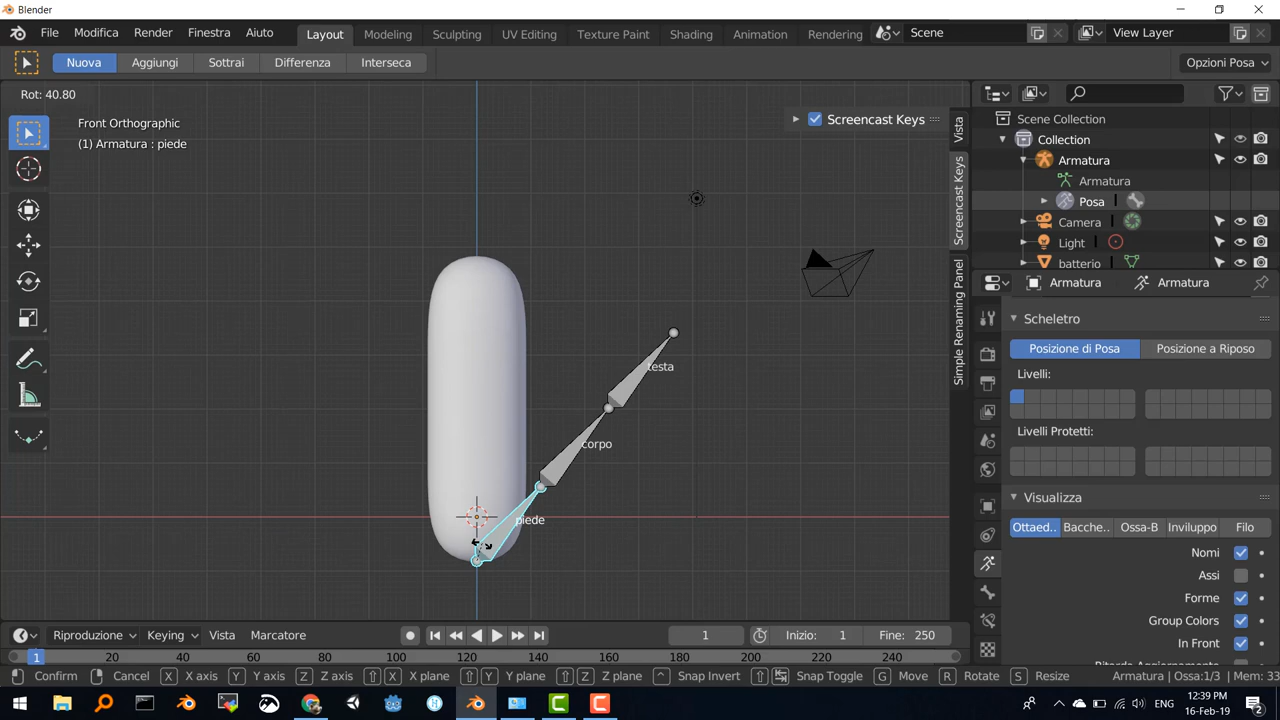 Blender
File Modifica Render Finestra Aiuto Layout Modeling Sculpting UV Editing Texture Paint Shading Animation Rendering Scene View Layer
Nuova Aggiungi Sottrai Differenza Interseca Opzioni Posa
Rot: 40.80
Front Orthographic
(1) Armatura : piede
Screencast Keys
Vista
Screencast Keys
Simple Renaming Panel
testa
corpo
piede
Scene Collection
Collection
Armatura
Armatura
Posa
Camera
Light
batterio
Armatura Armatura
Scheletro
Posizione di Posa Posizione a Riposo
Livelli:
Livelli Protetti:
Visualizza
Ottaed.. Bacche.. Ossa-B Inviluppo Filo
Nomi
Assi
Forme
Group Colors
In Front
Riproduzione Keying Vista Marcatore 1 Inizio: 1 Fine: 250
1 20 40 60 80 100 120 140 160 180 200 220 240
Confirm Cancel X X axis Y Y axis Z Z axis X X plane Y Y plane Z Z plane Snap Invert Snap Toggle G Move R Rotate S Resize Armatura | Ossa:1/3 | Mem: 33
12:39 PM
16-Feb-19
2